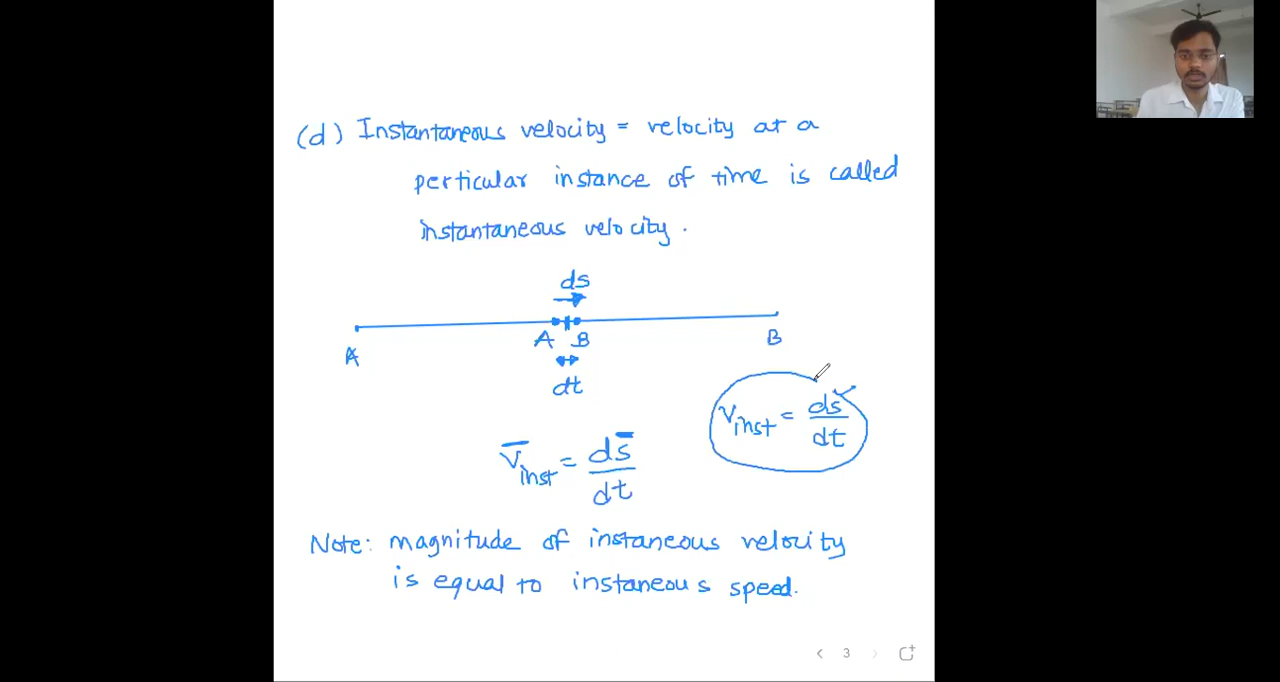 (d) Instantaneous velocity = velocity at a
perticular instance of time is called
instantaneous velocity.
ds
A A B B
dt
v̅inst = ds̅/dt
vinst = ds/dt
Note: magnitude of instaneous velocity
is equal to instaneous speed.
< 3 >